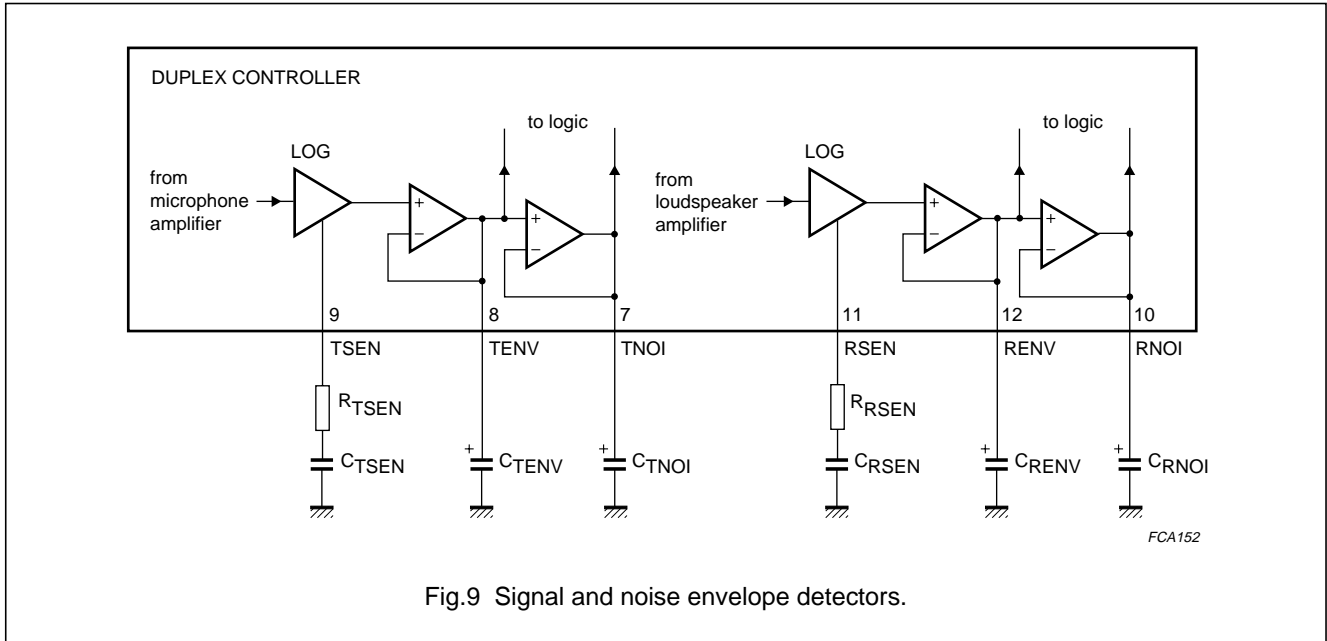 DUPLEX CONTROLLER
to logic
to logic
LOG
LOG
from
microphone
amplifier
from
loudspeaker
amplifier
+
−
+
−
+
−
+
−
9
8
7
11
12
10
TSEN
TENV
TNOI
RSEN
RENV
RNOI
RTSEN
RRSEN
+
+
+
+
CTSEN
CTENV
CTNOI
CRSEN
CRENV
CRNOI
FCA152
Fig.9 Signal and noise envelope detectors.